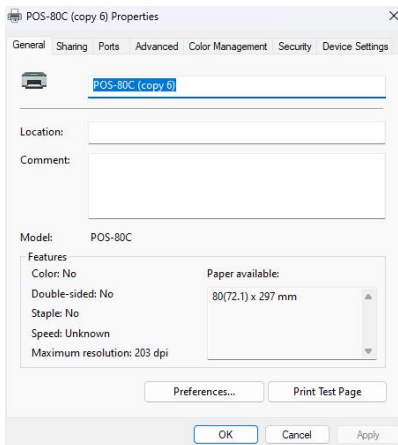 POS-80C (copy 6) Properties
General Sharing Ports Advanced Color Management Security Device Settings
POS-80C (copy 6)
Location:
Comment:
Model: POS-80C
Features
Color: No
Paper available:
Double-sided: No
80(72.1) x 297 mm
Staple: No
Speed: Unknown
Maximum resolution: 203 dpi
Preferences...
Print Test Page
OK
Cancel
Apply